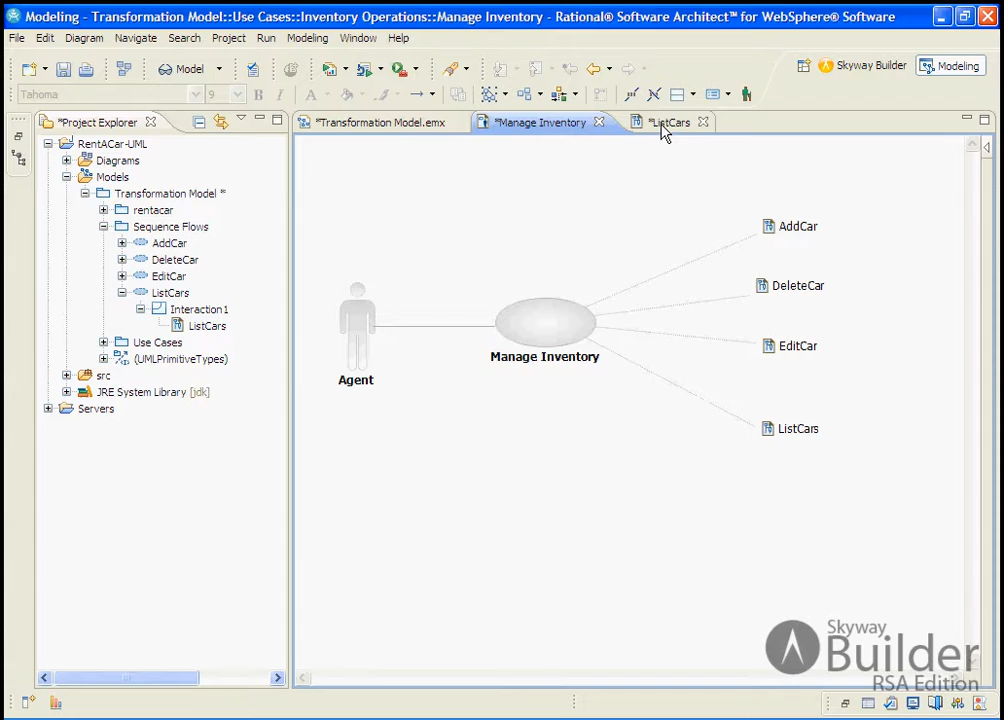 Modeling - Transformation Model::Use Cases::Inventory Operations::Manage Inventory - Rational® Software Architect™ for WebSphere® Software
File Edit Diagram Navigate Search Project Run Modeling Window Help
Model
Skyway Builder
Modeling
Tahoma
9
B I
A
*Project Explorer
*Transformation Model.emx
*Manage Inventory
*ListCars
RentACar-UML
Diagrams
Models
Transformation Model *
rentacar
Sequence Flows
AddCar
DeleteCar
EditCar
ListCars
Interaction1
ListCars
Use Cases
(UMLPrimitiveTypes)
src
JRE System Library [jdk]
Servers
AddCar
DeleteCar
EditCar
ListCars
Manage Inventory
Agent
Skyway
Builder
RSA Edition